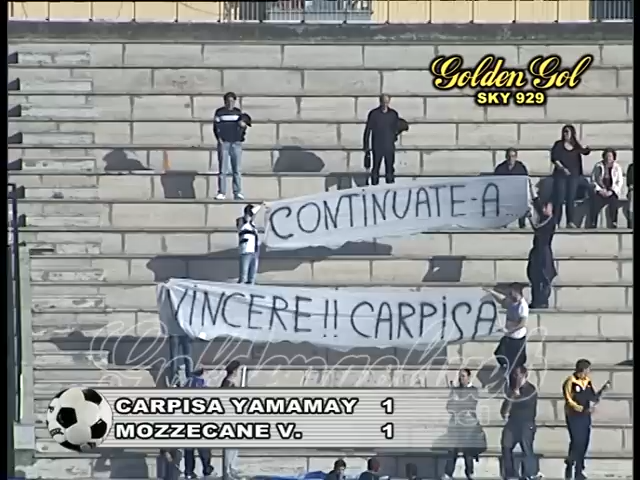 Golden Gol
SKY 929
CONTINUATE-A
VINCERE!! CARPISA
CARPISA YAMAMAY 1
MOZZECANE V. 1